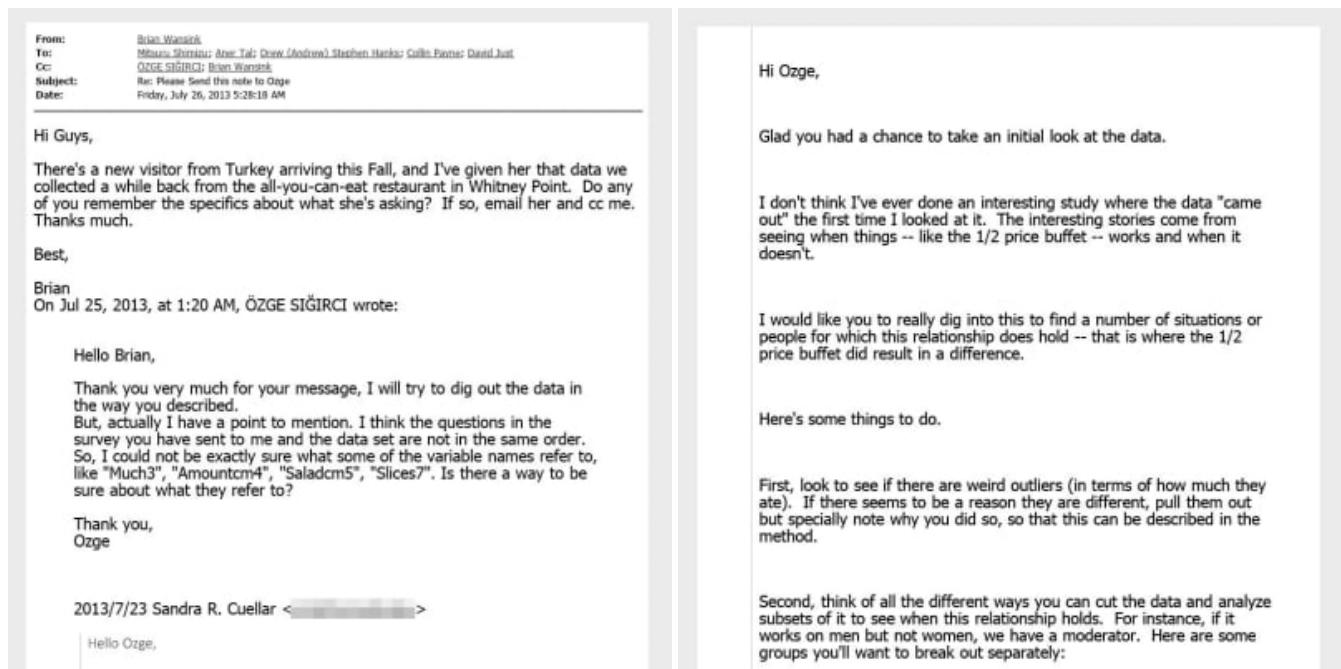 From: Brian Wansink
To: Mitsuru Shimizu; Aner Tal; Drew (Andrew) Stephen Hanks; Collin Payne; David Just
Cc: ÖZGE SIĞIRCI; Brian Wansink
Subject: Re: Please Send this note to Ozge
Date: Friday, July 26, 2013 5:28:18 AM
Hi Guys,
There's a new visitor from Turkey arriving this Fall, and I've given her that data we
collected a while back from the all-you-can-eat restaurant in Whitney Point.  Do any
of you remember the specifics about what she's asking?  If so, email her and cc me.
Thanks much.
Best,
Brian
On Jul 25, 2013, at 1:20 AM, ÖZGE SIĞIRCI wrote:
Hello Brian,
Thank you very much for your message, I will try to dig out the data in
the way you described.
But, actually I have a point to mention. I think the questions in the
survey you have sent to me and the data set are not in the same order.
So, I could not be exactly sure what some of the variable names refer to,
like "Much3", "Amountcm4", "Saladcm5", "Slices7". Is there a way to be
sure about what they refer to?
Thank you,
Ozge
2013/7/23 Sandra R. Cuellar < >
Hello Ozge,
Hi Ozge,
Glad you had a chance to take an initial look at the data.
I don't think I've ever done an interesting study where the data "came
out" the first time I looked at it.  The interesting stories come from
seeing when things -- like the 1/2 price buffet -- works and when it
doesn't.
I would like you to really dig into this to find a number of situations or
people for which this relationship does hold -- that is where the 1/2
price buffet did result in a difference.
Here's some things to do.
First, look to see if there are weird outliers (in terms of how much they
ate).  If there seems to be a reason they are different, pull them out
but specially note why you did so, so that this can be described in the
method.
Second, think of all the different ways you can cut the data and analyze
subsets of it to see when this relationship holds.  For instance, if it
works on men but not women, we have a moderator.  Here are some
groups you'll want to break out separately: